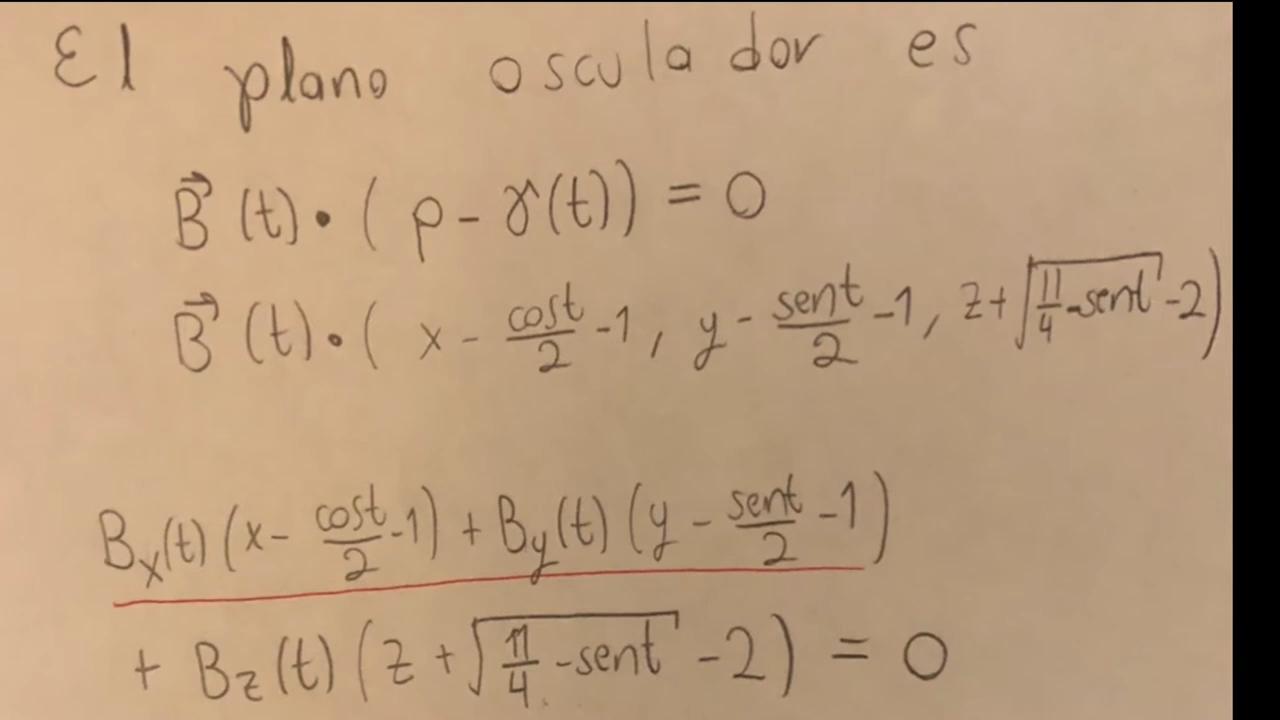 El plano osculador es
B⃗(t)•(p-γ(t)) = 0
B⃗(t)•( x - cost/2 -1, y - sent/2 -1, z+√(11/4 -sent) -2)
Bx(t)(x- cost/2 -1) + By(t)(y - sent/2 -1)
+ Bz(t)(z+√(11/4 -sent) -2) = 0